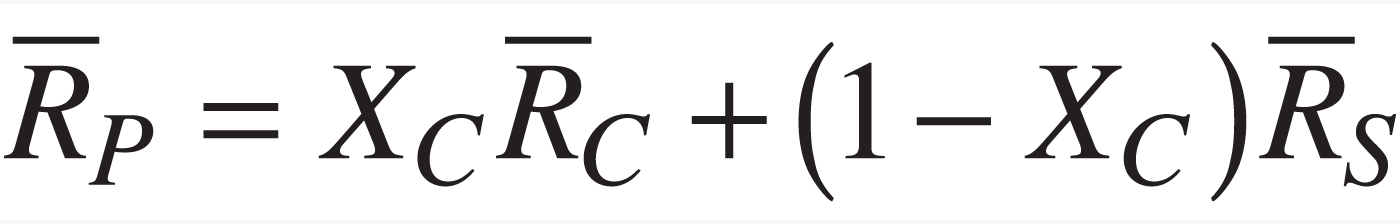 R̅_P = X_C R̅_C + (1 − X_C) R̅_S